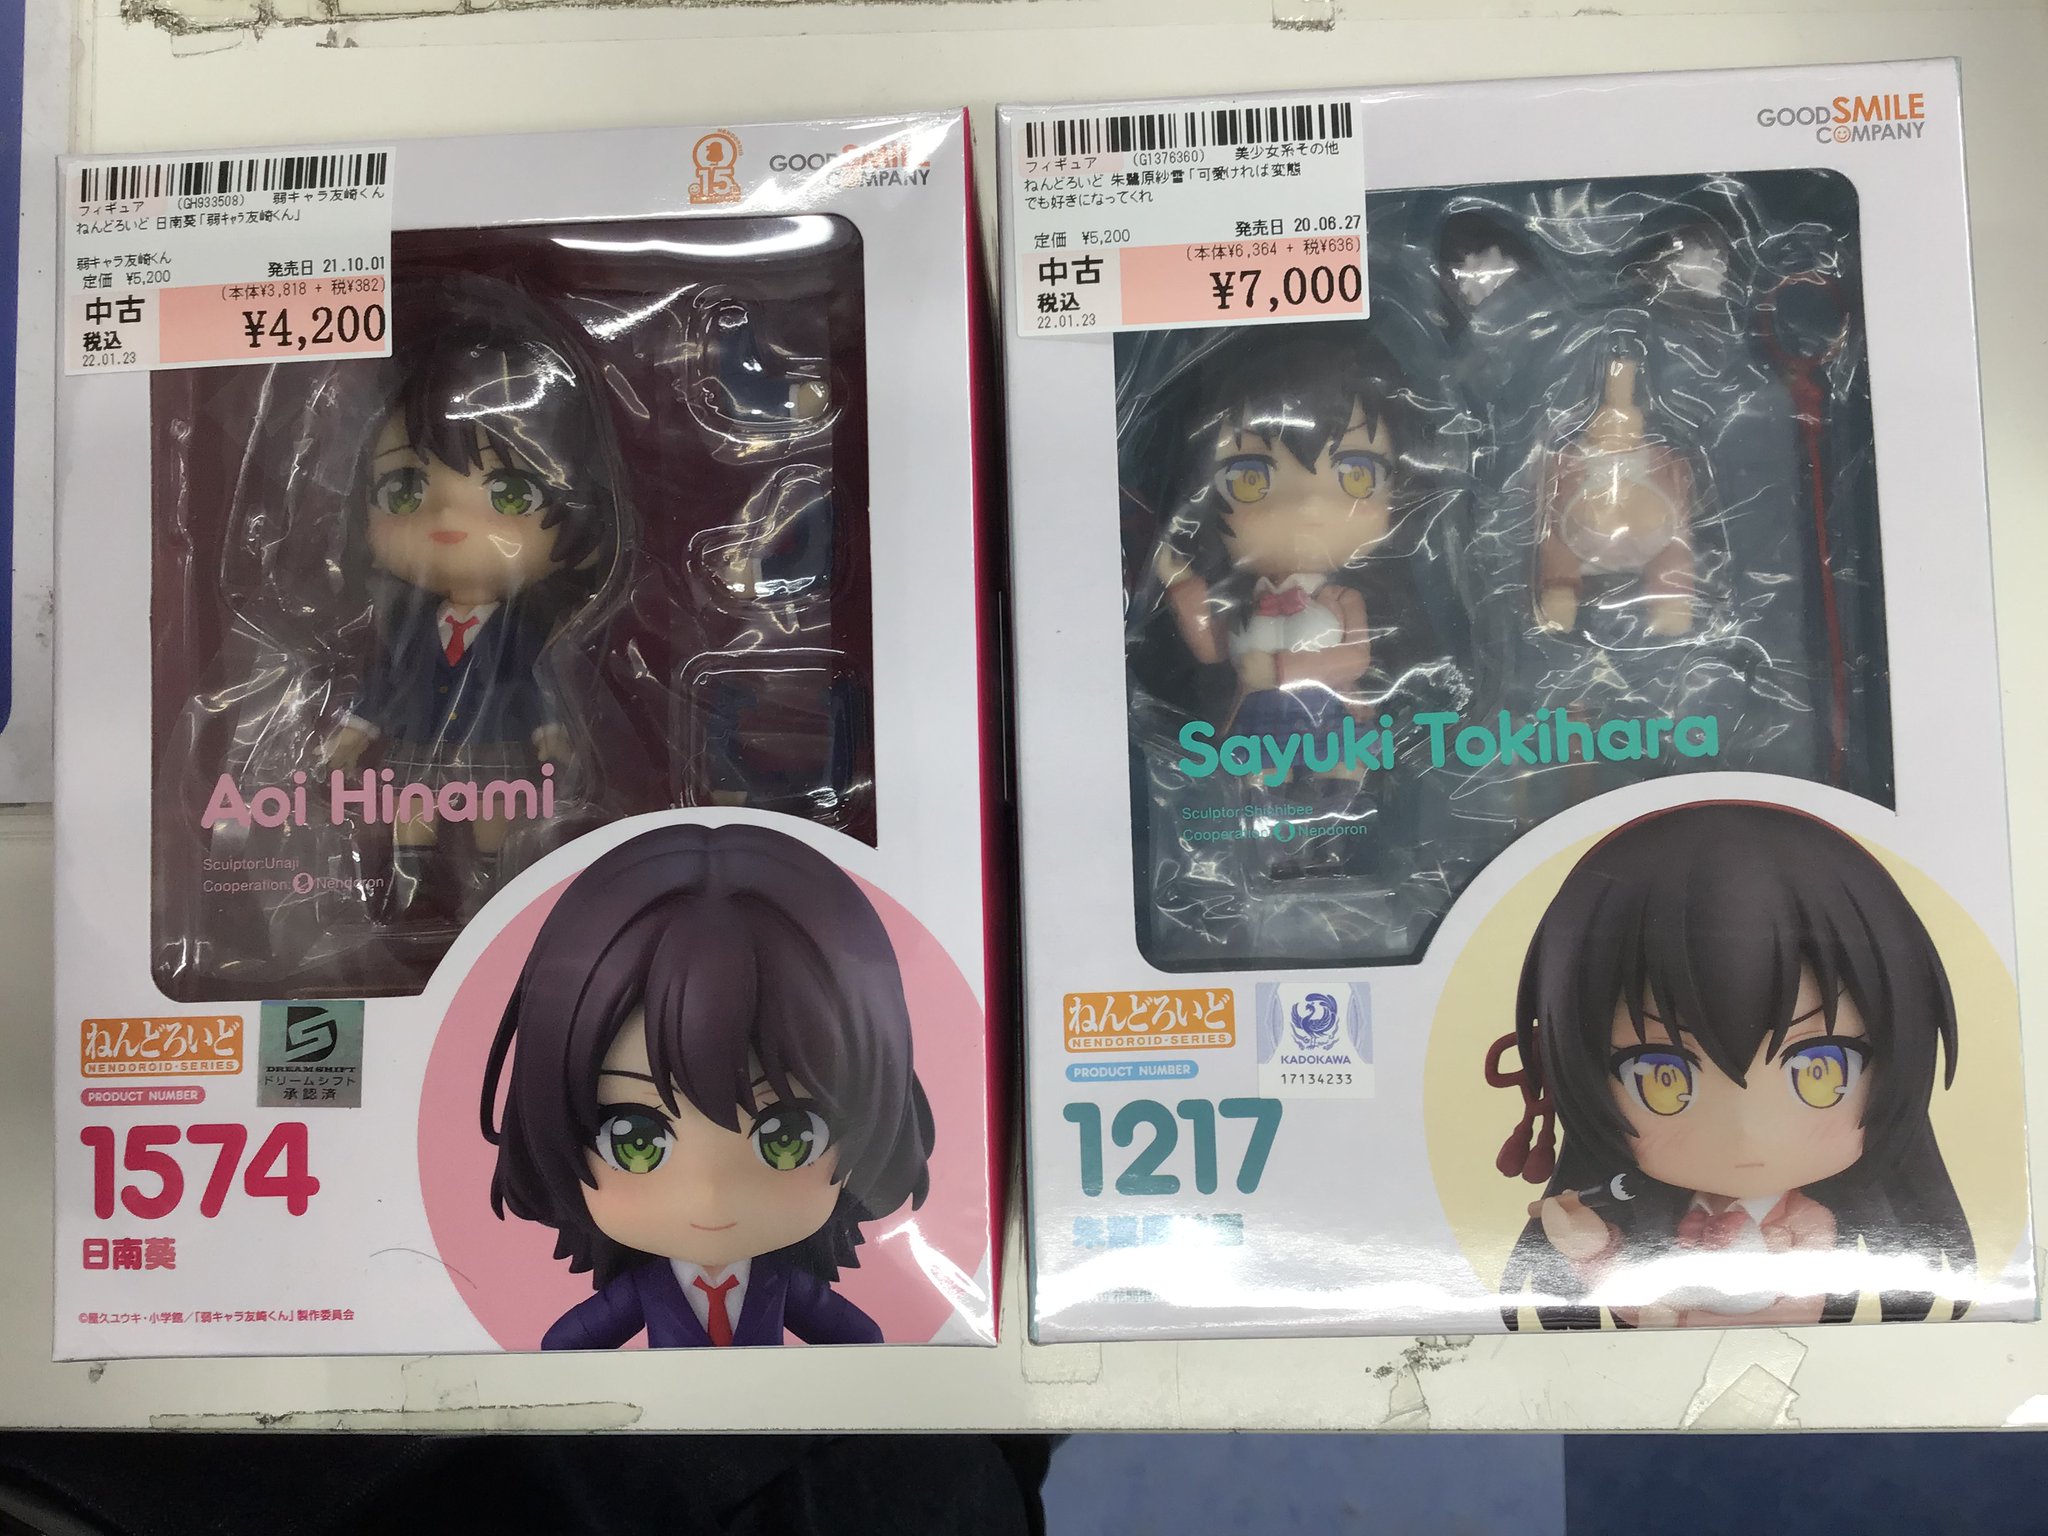 フィギュア (GH933508) 弱キャラ友崎くん
ねんどろいど 日南葵「弱キャラ友崎くん」
弱キャラ友崎くん
定価 ¥5,200 発売日 21.10.01
中古 (本体¥3,818 + 税¥382)
税込 ¥4,200
22.01.23
NENDOROID
15
GOOD SMILE
COMPANY
Aoi Hinami
Sculptor:Unaji
Cooperation: Nendoron
ねんどろいど
NENDOROID-SERIES
DREAM SHIFT
ドリームシフト
承認済
PRODUCT NUMBER
1574
日南葵
©屋久ユウキ・小学館/「弱キャラ友崎くん」製作委員会
フィギュア (G1376360) 美少女系その他
ねんどろいど 朱鷺原紗雪「可愛ければ変態
でも好きになってくれ
定価 ¥5,200 発売日 20.06.27
中古 (本体¥6,364 + 税¥636)
税込 ¥7,000
22.01.23
GOOD SMILE
COMPANY
Sayuki Tokihara
Sculptor:Shichibee
Cooperation: Nendoron
ねんどろいど
NENDOROID-SERIES
KADOKAWA
17134233
PRODUCT NUMBER
1217